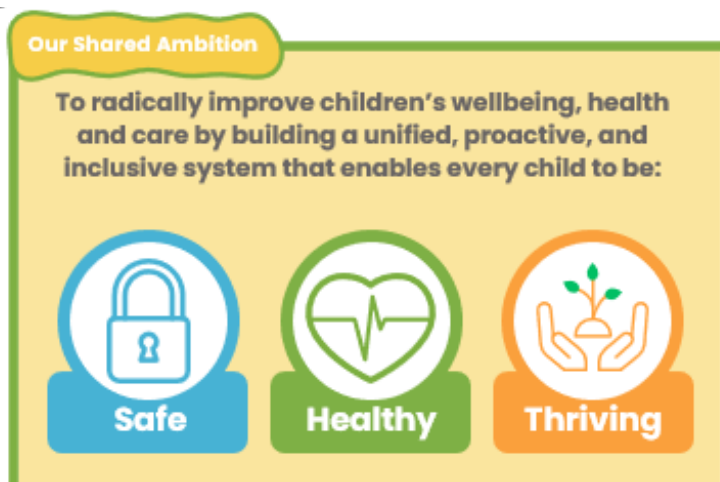 Our Shared Ambition
To radically improve children's wellbeing, health
and care by building a unified, proactive, and
inclusive system that enables every child to be:
Safe
Healthy
Thriving